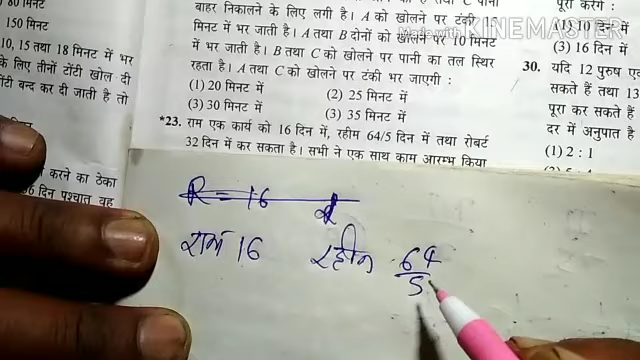 80 मिनट
150 मिनट
10, 15 तथा 18 मिनट में भर
के लिए तीनों टोंटी खोल दी
टोंटी बन्द कर दी जाती है तो
करने का ठेका
दिन पश्चात् वह
बाहर निकालने के लिए लगी है। A को खोलने पर टंकी
मिनट में भर जाती है। A तथा B दोनों को खोलने पर 10 मिनट
में भर जाती है। B तथा C को खोलने पर पानी का तल स्थिर
रहता है। A तथा C को खोलने पर टंकी भर जाएगी :
(1) 20 मिनट में (2) 25 मिनट में
(3) 30 मिनट में (3) 35 मिनट में
*23. राम एक कार्य को 16 दिन में, रहीम 64/5 दिन में तथा रोबर्ट
32 दिन में कर सकता है। सभी ने एक साथ काम आरम्भ किया
पूरा करेंगे :
(1) 10 दिन में
(3) 16 दिन में
30. यदि 12 पुरुष ए
सकते हैं तथा 13
पूरा कर सकते हैं
दर में अनुपात है
(1) 2 : 1
Made with KINEMASTER
R = 16
राम 16 रहीम 64/5